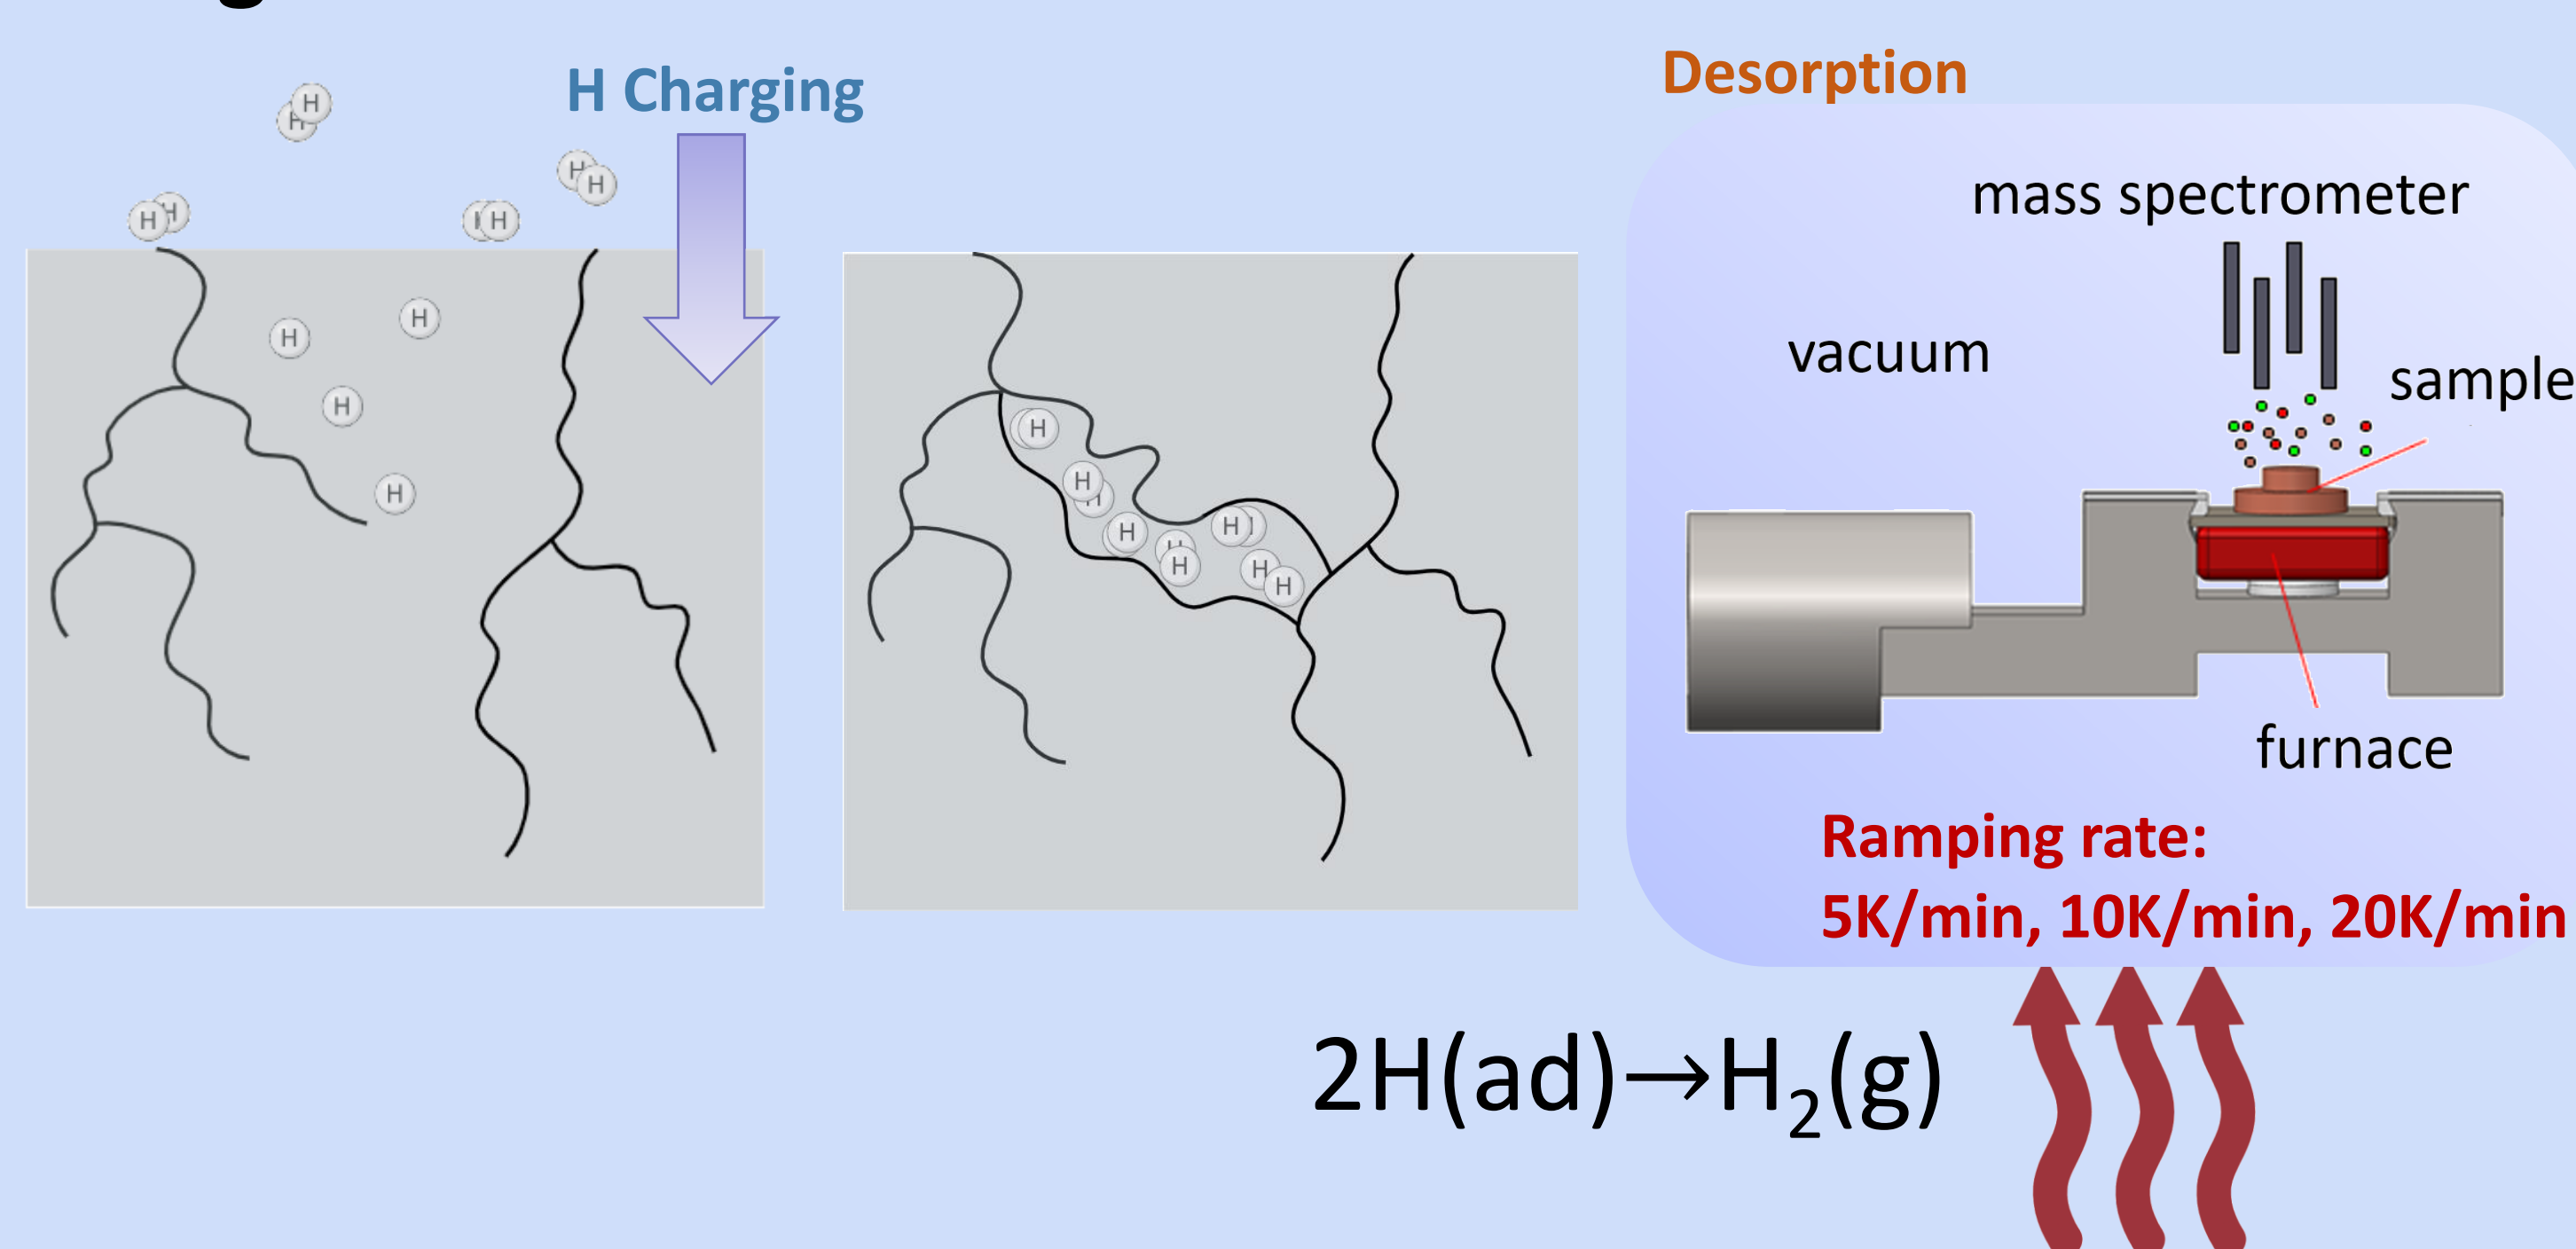 H Charging
Desorption
H
H
H
H
H
H
H
H
H
H
H
H
mass spectrometer
vacuum
sample
furnace
H
H
H
H
H
H
H
H
H
Ramping rate:
5K/min, 10K/min, 20K/min
2H(ad)→H₂(g)